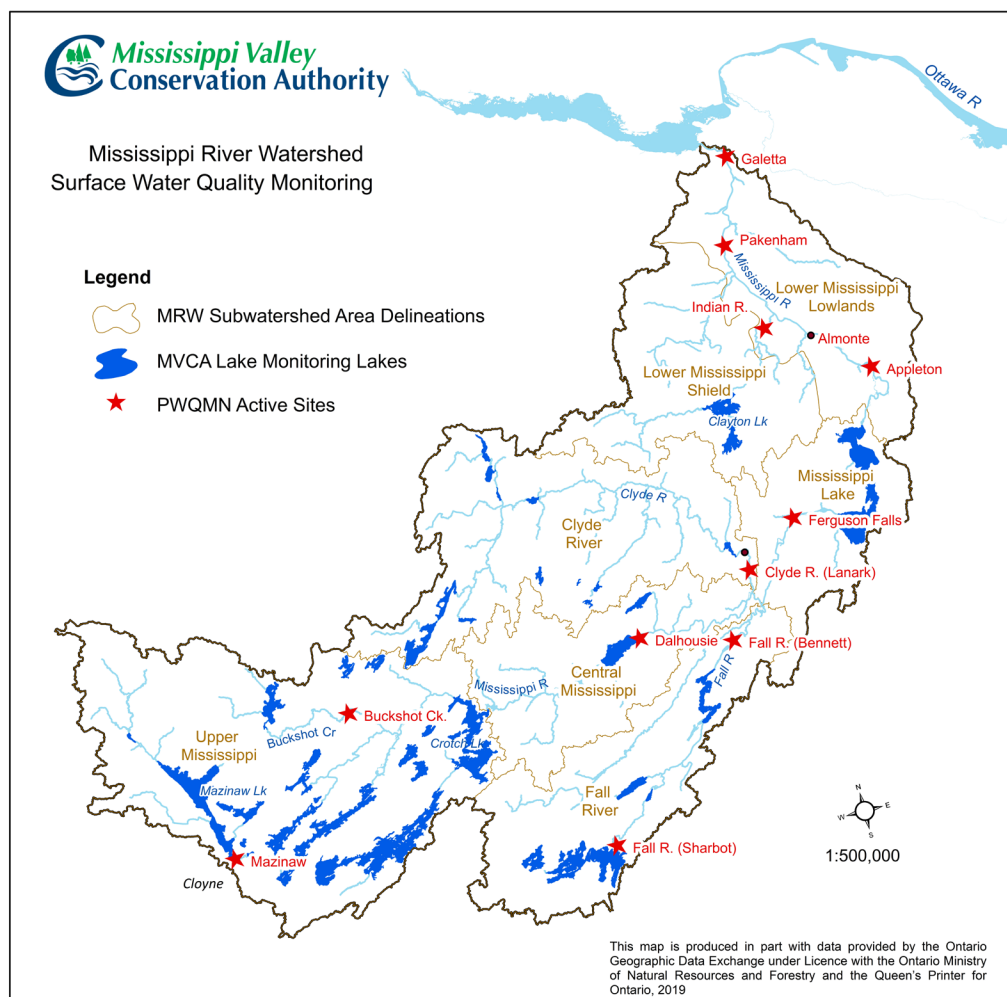 Mississippi Valley
Conservation Authority
Ottawa R
Mississippi River Watershed
Surface Water Quality Monitoring
Galetta
Pakenham
Mississippi R
Legend
MRW Subwatershed Area Delineations
MVCA Lake Monitoring Lakes
PWQMN Active Sites
Lower Mississippi
Lowlands
Indian R.
Almonte
Appleton
Lower Mississippi
Shield
Clayton Lk
Mississippi
Lake
Clyde R
Clyde
River
Ferguson Falls
Clyde R. (Lanark)
Dalhousie
Fall R. (Bennett)
Fall R
Central
Mississippi
Mississippi R
Buckshot Ck.
Buckshot Cr
Crotch Lk
Upper
Mississippi
Mazinaw Lk
Fall
River
Fall R. (Sharbot)
Mazinaw
Cloyne
N
E
W
S
1:500,000
This map is produced in part with data provided by the Ontario
Geographic Data Exchange under Licence with the Ontario Ministry
of Natural Resources and Forestry and the Queen's Printer for
Ontario, 2019